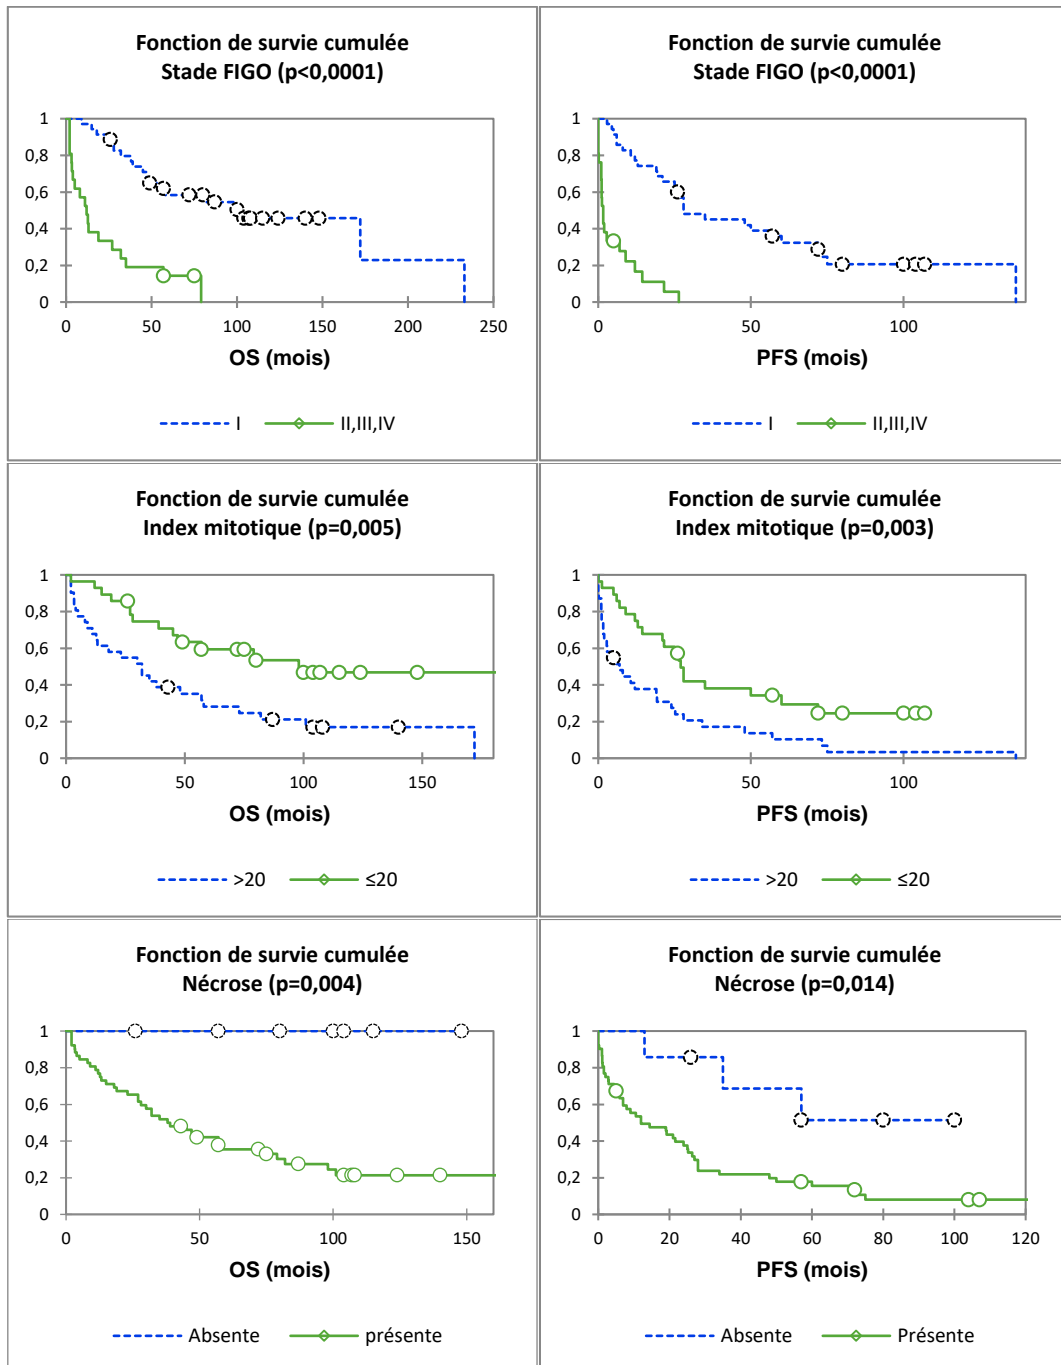 Fonction de survie cumulée
Stade FIGO (p<0,0001)
1
0,8
0,6
0,4
0,2
0
0 50 100 150 200 250
OS (mois)
I II,III,IV
Fonction de survie cumulée
Stade FIGO (p<0,0001)
1
0,8
0,6
0,4
0,2
0
0 50 100
PFS (mois)
I II,III,IV
Fonction de survie cumulée
Index mitotique (p=0,005)
1
0,8
0,6
0,4
0,2
0
0 50 100 150
OS (mois)
>20 ≤20
Fonction de survie cumulée
Index mitotique (p=0,003)
1
0,8
0,6
0,4
0,2
0
0 50 100
PFS (mois)
>20 ≤20
Fonction de survie cumulée
Nécrose (p=0,004)
1
0,8
0,6
0,4
0,2
0
0 50 100 150
OS (mois)
Absente présente
Fonction de survie cumulée
Nécrose (p=0,014)
1
0,8
0,6
0,4
0,2
0
0 20 40 60 80 100 120
PFS (mois)
Absente Présente